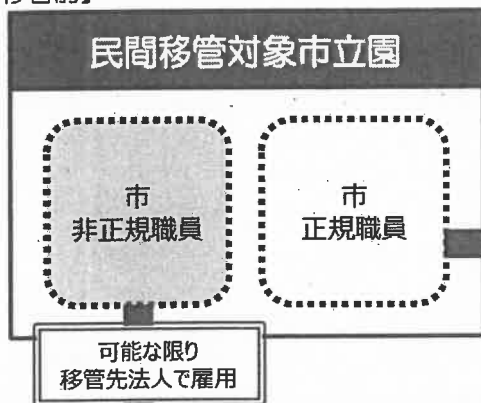 民間移管対象市立園
市
非正規職員
市
正規職員
可能な限り
移管先法人で雇用